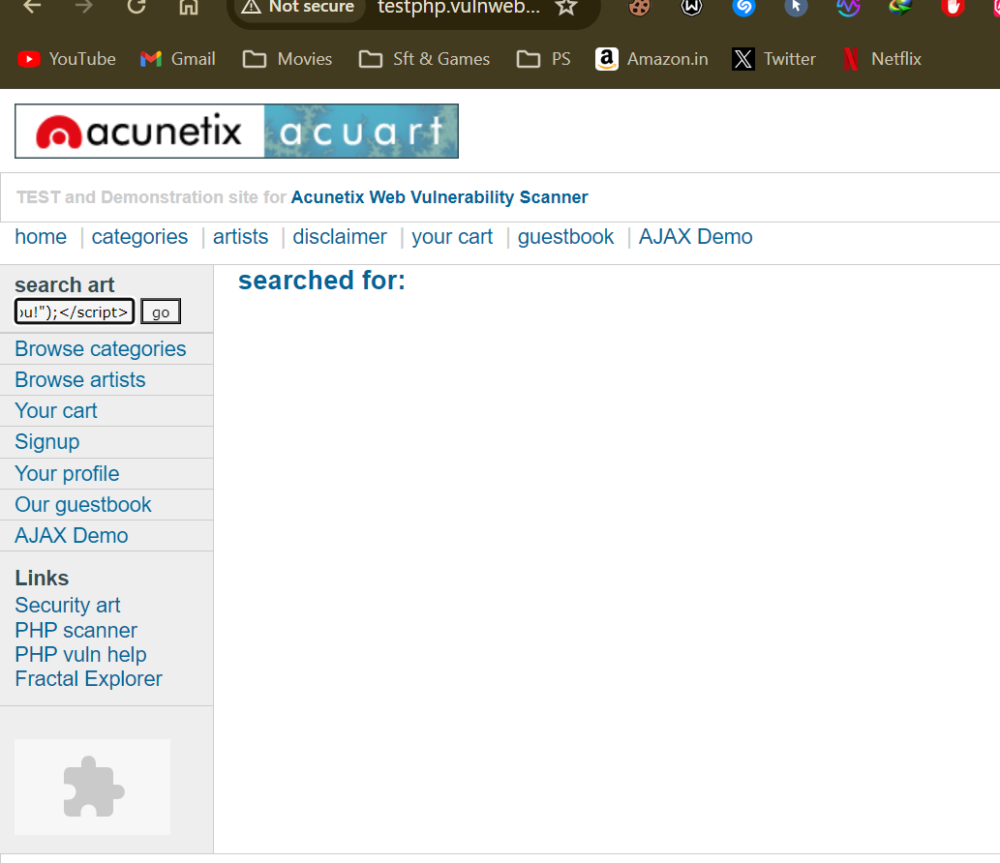 Not secure testphp.vulnweb...
YouTube Gmail Movies Sft & Games PS Amazon.in Twitter Netflix
acunetix acuart
TEST and Demonstration site for Acunetix Web Vulnerability Scanner
home | categories | artists | disclaimer | your cart | guestbook | AJAX Demo
search art
ou!");</script> go
searched for:
Browse categories
Browse artists
Your cart
Signup
Your profile
Our guestbook
AJAX Demo
Links
Security art
PHP scanner
PHP vuln help
Fractal Explorer